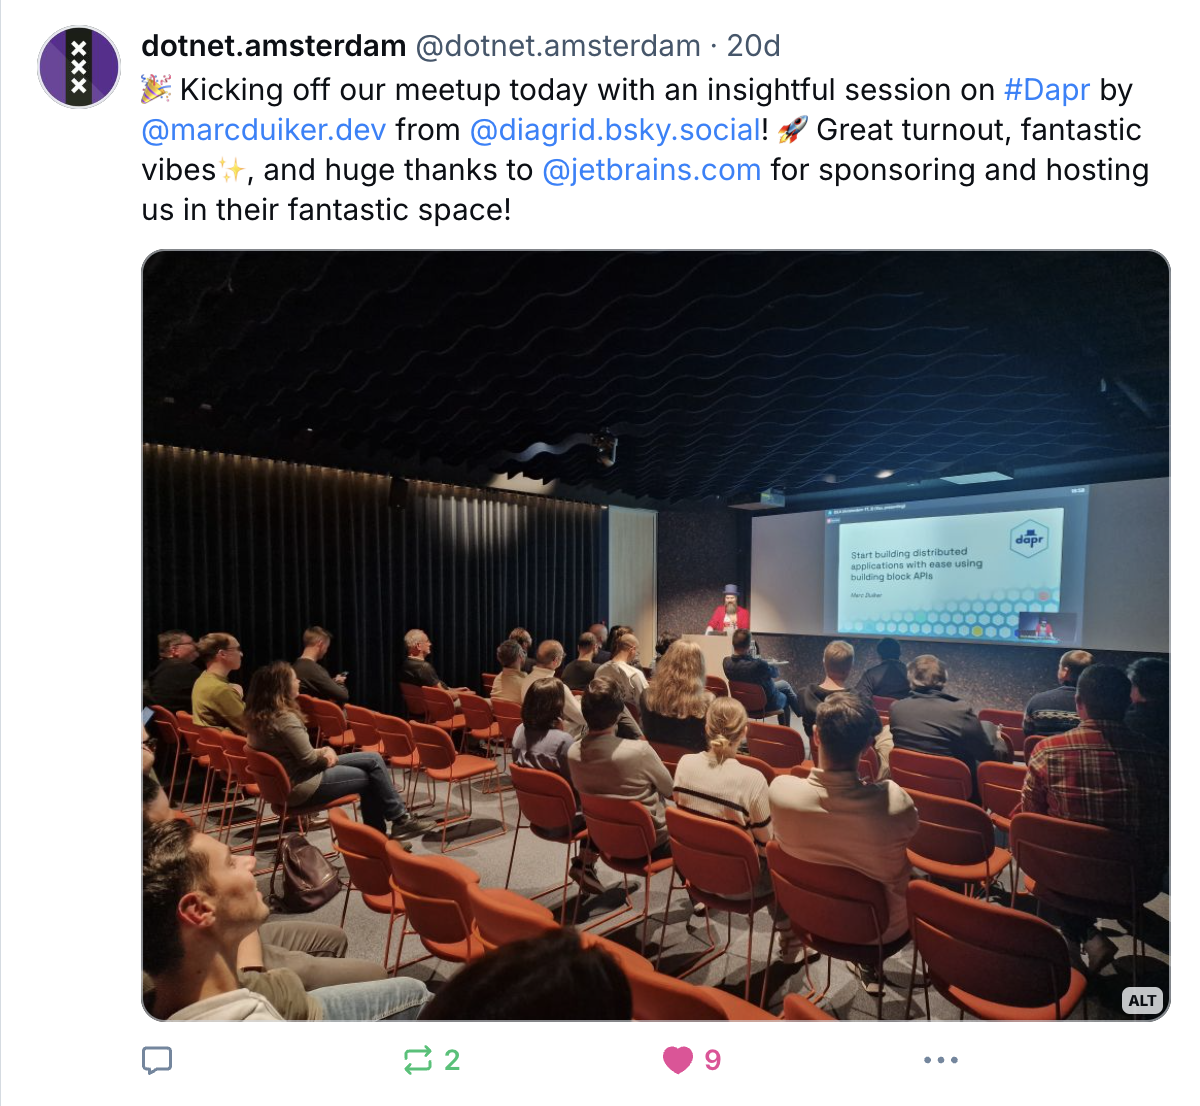 dotnet.amsterdam @dotnet.amsterdam · 20d
🎉 Kicking off our meetup today with an insightful session on #Dapr by
@marcduiker.dev from @diagrid.bsky.social! 🚀 Great turnout, fantastic
vibes✨, and huge thanks to @jetbrains.com for sponsoring and hosting
us in their fantastic space!
dapr
Start building distributed
applications with ease using
building block APIs
Marc Duiker
ALT
2
9